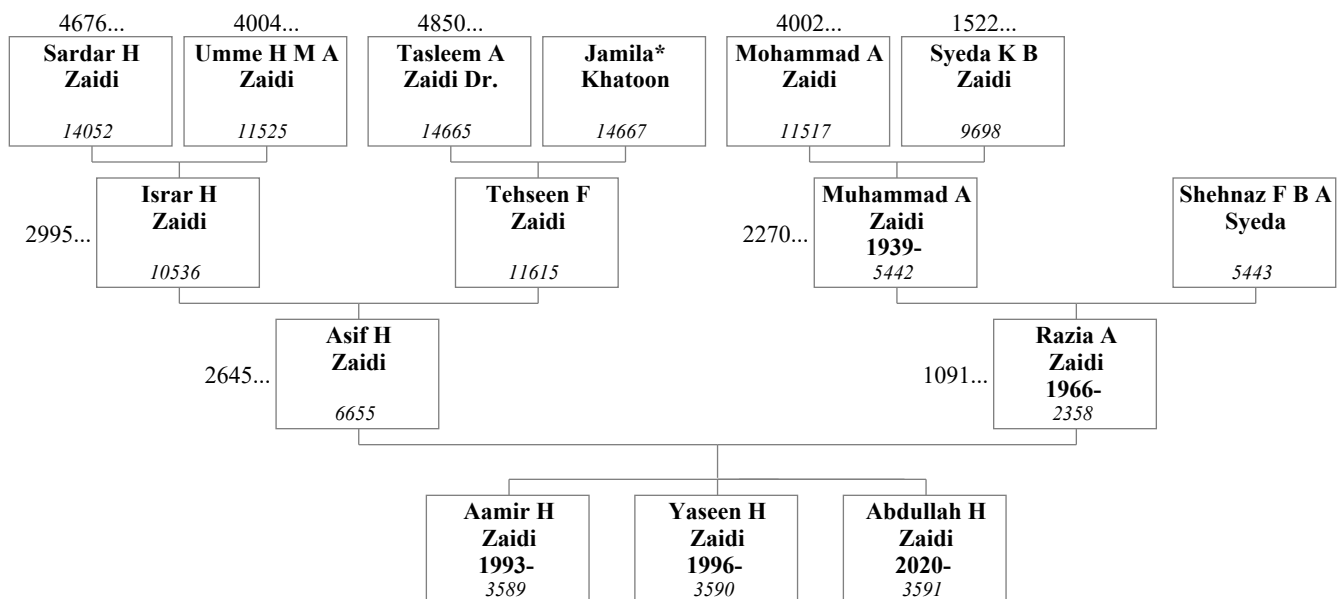 4676...
4004...
4850...
4002...
1522...
Sardar H
Zaidi
14052
Umme H M A
Zaidi
11525
Tasleem A
Zaidi Dr.
14665
Jamila*
Khatoon
14667
Mohammad A
Zaidi
11517
Syeda K B
Zaidi
9698
2995...
Israr H
Zaidi
10536
Tehseen F
Zaidi
11615
2270...
Muhammad A
Zaidi
1939-
5442
Shehnaz F B A
Syeda
5443
2645...
Asif H
Zaidi
6655
1091...
Razia A
Zaidi
1966-
2358
Aamir H
Zaidi
1993-
3589
Yaseen H
Zaidi
1996-
3590
Abdullah H
Zaidi
2020-
3591